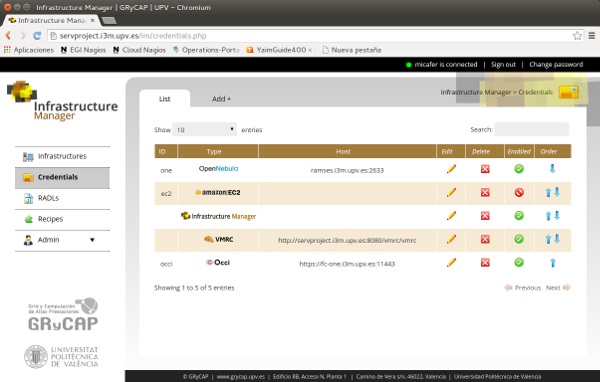 Infrastructure Manager | GRyCAP | UPV - Chromium
Infrastructure Mana
servproject.i3m.upv.es/im/credentials.php
Aplicaciones N EGI Nagios N Cloud Nagios Operations-Porta YaimGuide400 < Nueva pestaña
micafer is connected | Sign out | Change password
Infrastructure Manager
Infrastructure Manager > Credentials
List Add +
Show 10 entries Search:
ID Type Host Edit Delete Enabled Order
one OpenNebula ramses.i3m.upv.es:2633
ec2 amazon|EC2
Infrastructure Manager
VMRC http://servproject.i3m.upv.es:8080/vmrc/vmrc
occi Occi https://fc-one.i3m.upv.es:11443
Showing 1 to 5 of 5 entries Previous Next
Infrastructures
Credentials
RADLs
Recipes
Admin
Grid y Computación
de Altas Prestaciones
GRyCAP
UNIVERSITAT
POLITÈCNICA
DE VALÈNCIA
© GRyCAP | www.grycap.upv.es | Edificio 8B, Acceso N, Planta 1 | Camino de Vera s/n, 46022, Valencia | Universidad Politécnica de Valencia